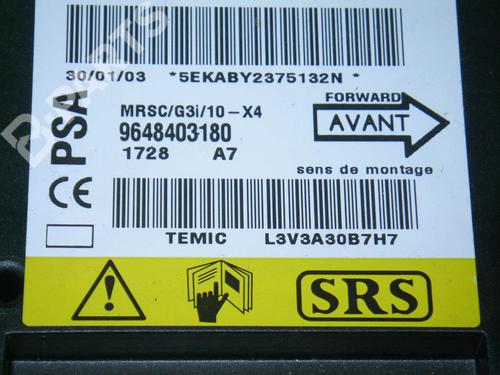 B-PARTS
30/01/03 *5EKABY2375132N *
PSA
MRSC/G3i/10-X4
9648403180
1728 A7
FORWARD
AVANT
sens de montage
CE
TEMIC L3V3A30B7H7
SRS